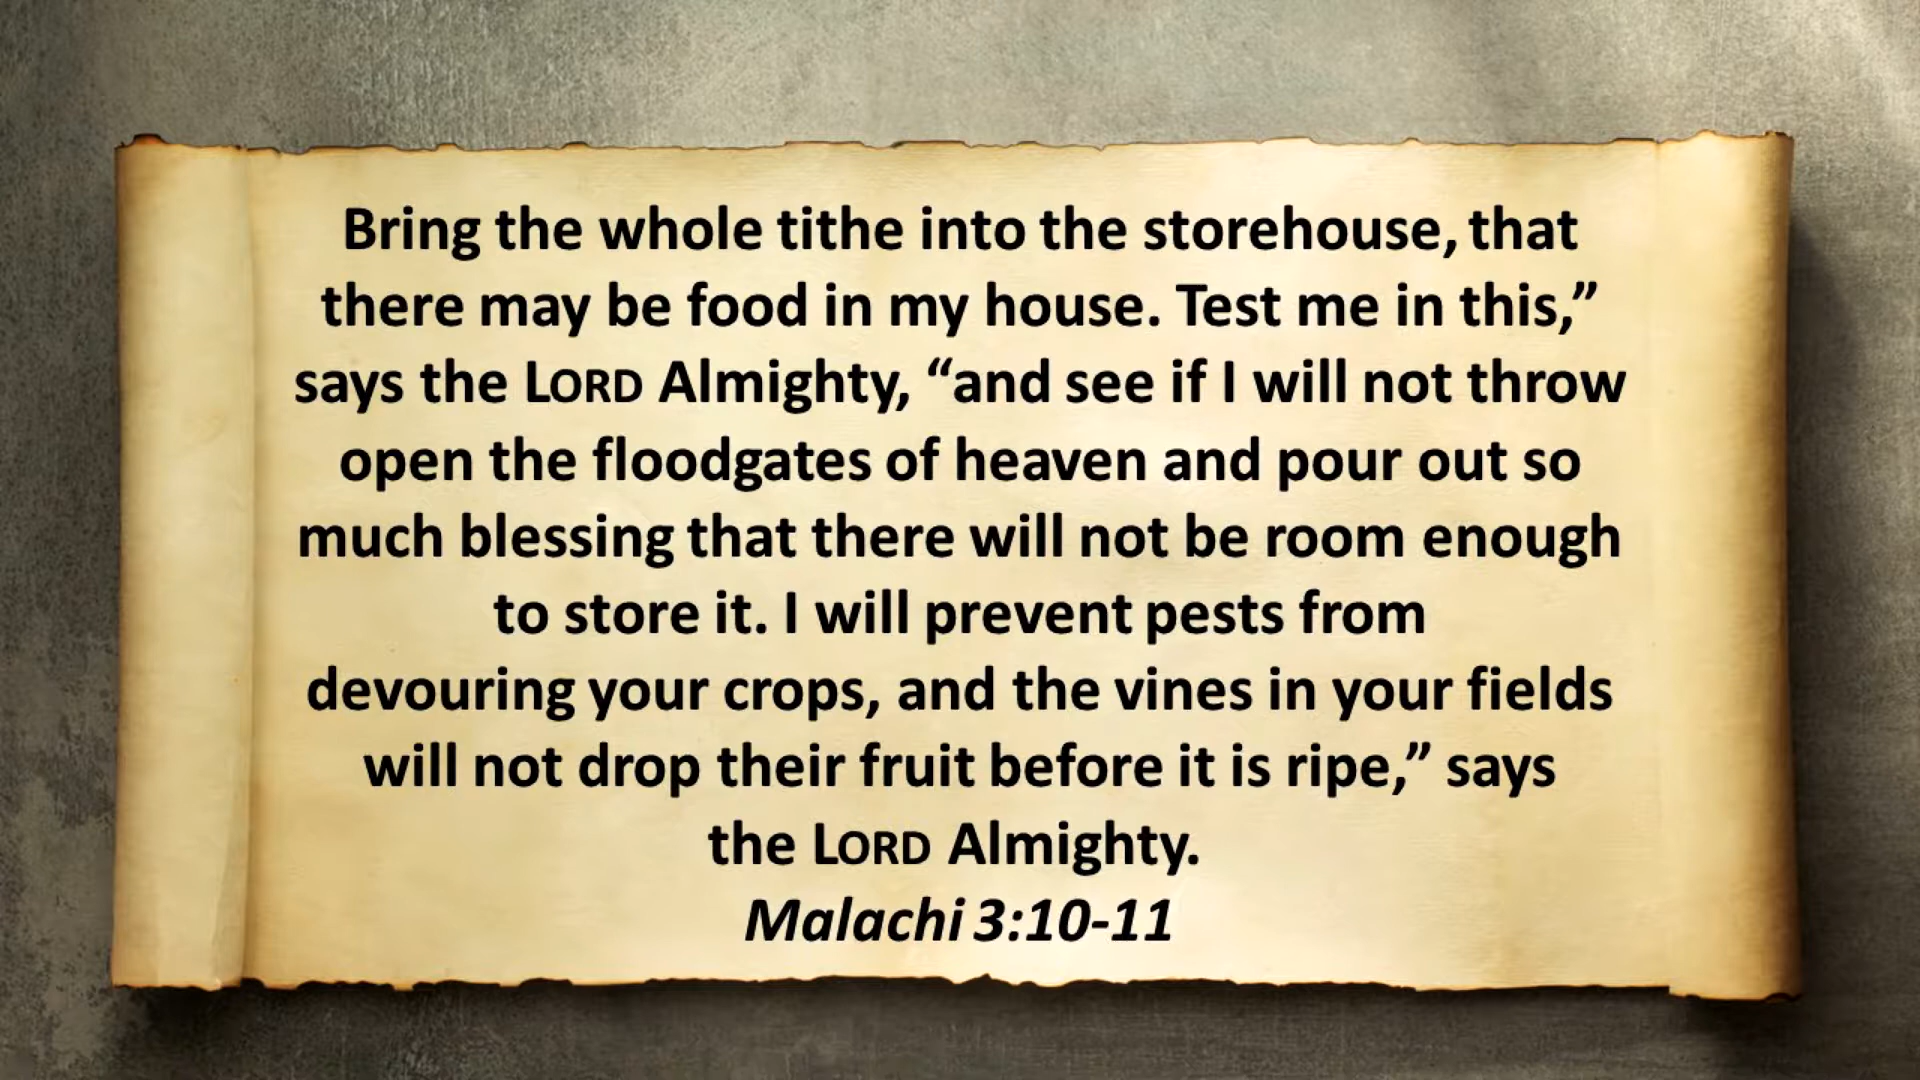 Bring the whole tithe into the storehouse, that
there may be food in my house. Test me in this,”
says the LORD Almighty, “and see if I will not throw
open the floodgates of heaven and pour out so
much blessing that there will not be room enough
to store it. I will prevent pests from
devouring your crops, and the vines in your fields
will not drop their fruit before it is ripe,” says
the LORD Almighty.
Malachi 3:10-11